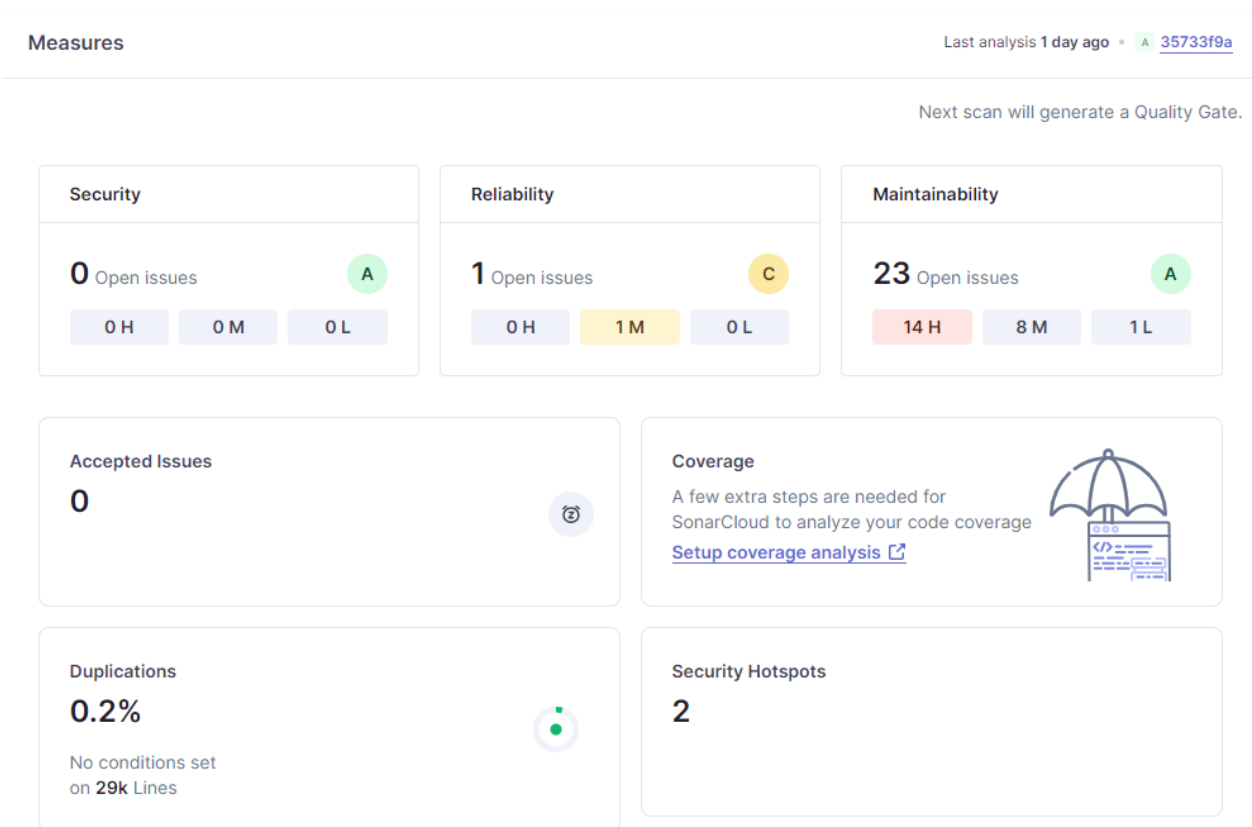 Measures
Last analysis 1 day ago • A 35733f9a
Next scan will generate a Quality Gate.
Security
0 Open issues
A
0 H
0 M
0 L
Reliability
1 Open issues
C
0 H
1 M
0 L
Maintainability
23 Open issues
A
14 H
8 M
1 L
Accepted Issues
0
Z
Coverage
A few extra steps are needed for
SonarCloud to analyze your code coverage
Setup coverage analysis
</>
Duplications
0.2%
No conditions set
on 29k Lines
Security Hotspots
2